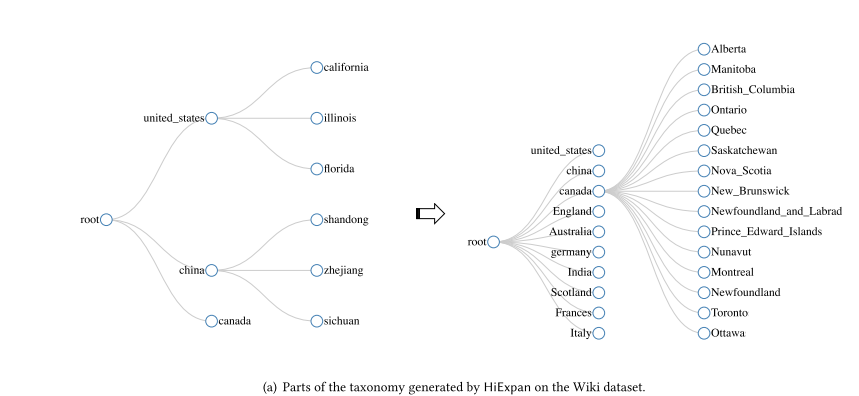 root
united_states
california
illinois
florida
china
shandong
zhejiang
sichuan
canada
root
united_states
china
canada
England
Australia
germany
India
Scotland
Frances
Italy
Alberta
Manitoba
British_Columbia
Ontario
Quebec
Saskatchewan
Nova_Scotia
New_Brunswick
Newfoundland_and_Labrad
Prince_Edward_Islands
Nunavut
Montreal
Newfoundland
Toronto
Ottawa
(a) Parts of the taxonomy generated by HiExpan on the Wiki dataset.